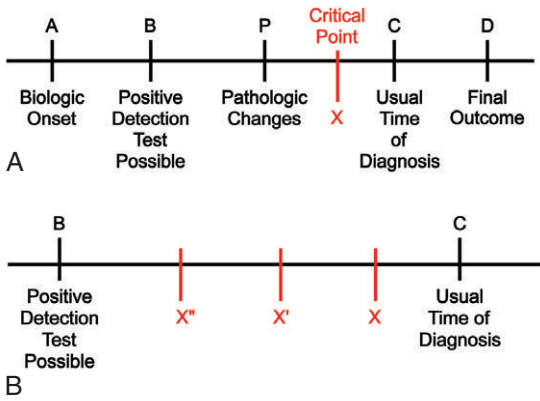 Critical
Point
A B P C D
Biologic
Onset
Positive
Detection
Test
Possible
Pathologic
Changes
X
Usual
Time
of
Diagnosis
Final
Outcome
A
B C
Positive
Detection
Test
Possible
X"
X'
X
Usual
Time of
Diagnosis
B